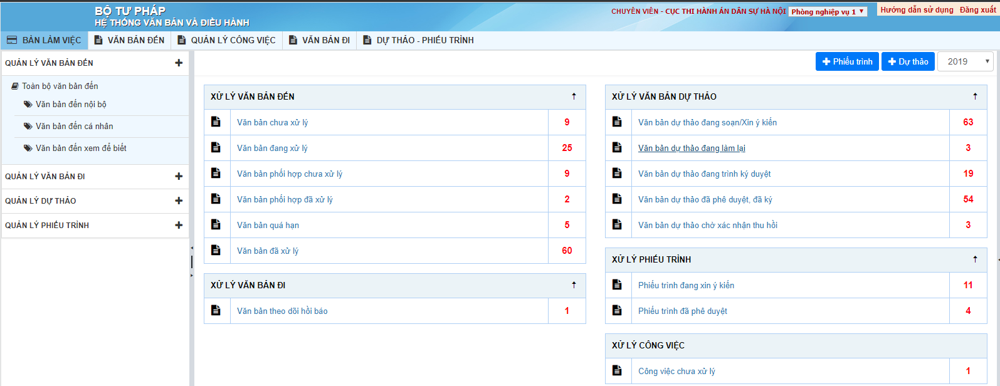 BỘ TƯ PHÁP
HỆ THỐNG VĂN BẢN VÀ ĐIỀU HÀNH
CHUYÊN VIÊN - CỤC THI HÀNH ÁN DÂN SỰ HÀ NỘI
Phòng nghiệp vụ 1
Hướng dẫn sử dụng Đăng xuất
BÀN LÀM VIỆC
VĂN BẢN ĐẾN
QUẢN LÝ CÔNG VIỆC
VĂN BẢN ĐI
DỰ THẢO - PHIẾU TRÌNH
QUẢN LÝ VĂN BẢN ĐẾN
Toàn bộ văn bản đến
Văn bản đến nội bộ
Văn bản đến cá nhân
Văn bản đến xem để biết
QUẢN LÝ VĂN BẢN ĐI
QUẢN LÝ DỰ THẢO
QUẢN LÝ PHIẾU TRÌNH
Phiếu trình
Dự thảo
2019
XỬ LÝ VĂN BẢN ĐẾN
Văn bản chưa xử lý 9
Văn bản đang xử lý 25
Văn bản phối hợp chưa xử lý 9
Văn bản phối hợp đã xử lý 2
Văn bản quá hạn 5
Văn bản đã xử lý 60
XỬ LÝ VĂN BẢN ĐI
Văn bản theo dõi hồi báo 1
XỬ LÝ VĂN BẢN DỰ THẢO
Văn bản dự thảo đang soạn/Xin ý kiến 63
Văn bản dự thảo đang làm lại 3
Văn bản dự thảo đang trình ký duyệt 19
Văn bản dự thảo đã phê duyệt, đã ký 54
Văn bản dự thảo chờ xác nhận thu hồi 3
XỬ LÝ PHIẾU TRÌNH
Phiếu trình đang xin ý kiến 11
Phiếu trình đã phê duyệt 4
XỬ LÝ CÔNG VIỆC
Công việc chưa xử lý 1